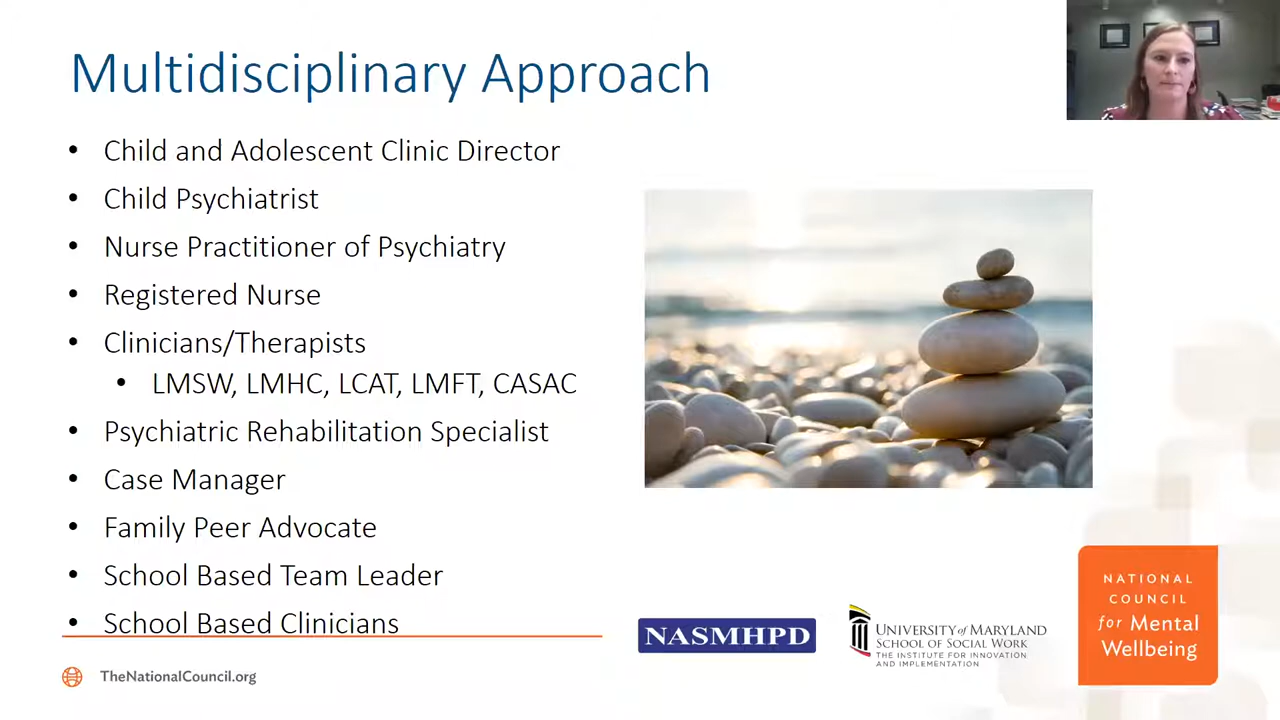 Multidisciplinary Approach
• Child and Adolescent Clinic Director
• Child Psychiatrist
• Nurse Practitioner of Psychiatry
• Registered Nurse
• Clinicians/Therapists
• LMSW, LMHC, LCAT, LMFT, CASAC
• Psychiatric Rehabilitation Specialist
• Case Manager
• Family Peer Advocate
• School Based Team Leader
• School Based Clinicians
TheNationalCouncil.org
NASMHPD
UNIVERSITY of MARYLAND
SCHOOL OF SOCIAL WORK
THE INSTITUTE FOR INNOVATION
AND IMPLEMENTATION
NATIONAL
COUNCIL
for Mental
Wellbeing